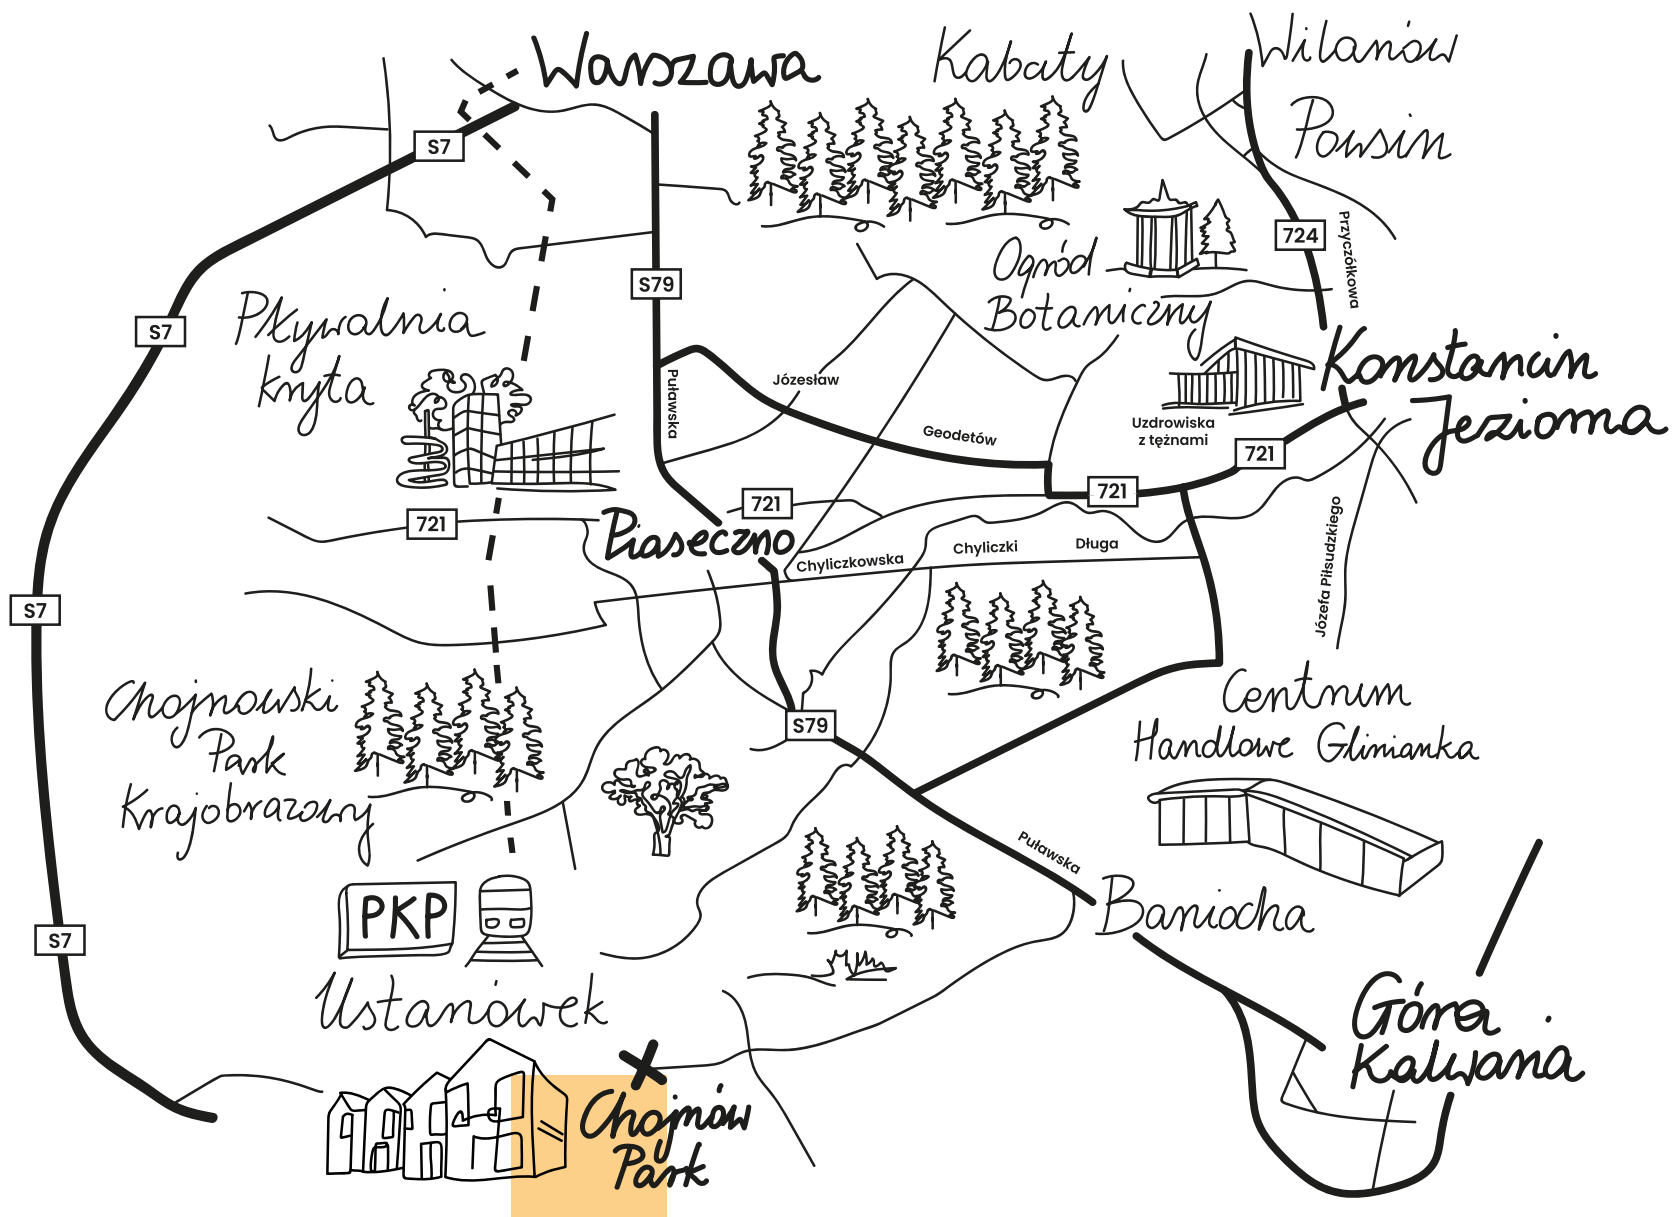 Warszawa
Kabaty
Wilanów
Powsin
S7
724
Przyczółkowa
Ogród
Botaniczny
S79
S7
Pływalnia
kryta
Puławska
Józesław
Geodetów
Uzdrowiska
z tężnami
Konstancin
Jeziorna
721
721
721
721
Piaseczno
Chyliczkowska
Chyliczki
Długa
Józefa Piłsudzkiego
S7
Chojnowski
Park
Krajobrazowy
S79
Centrum
Handlowe Glinianka
Puławska
Baniocha
PKP
S7
Ustanówek
Góra
Kalwaria
Chojnów
Park